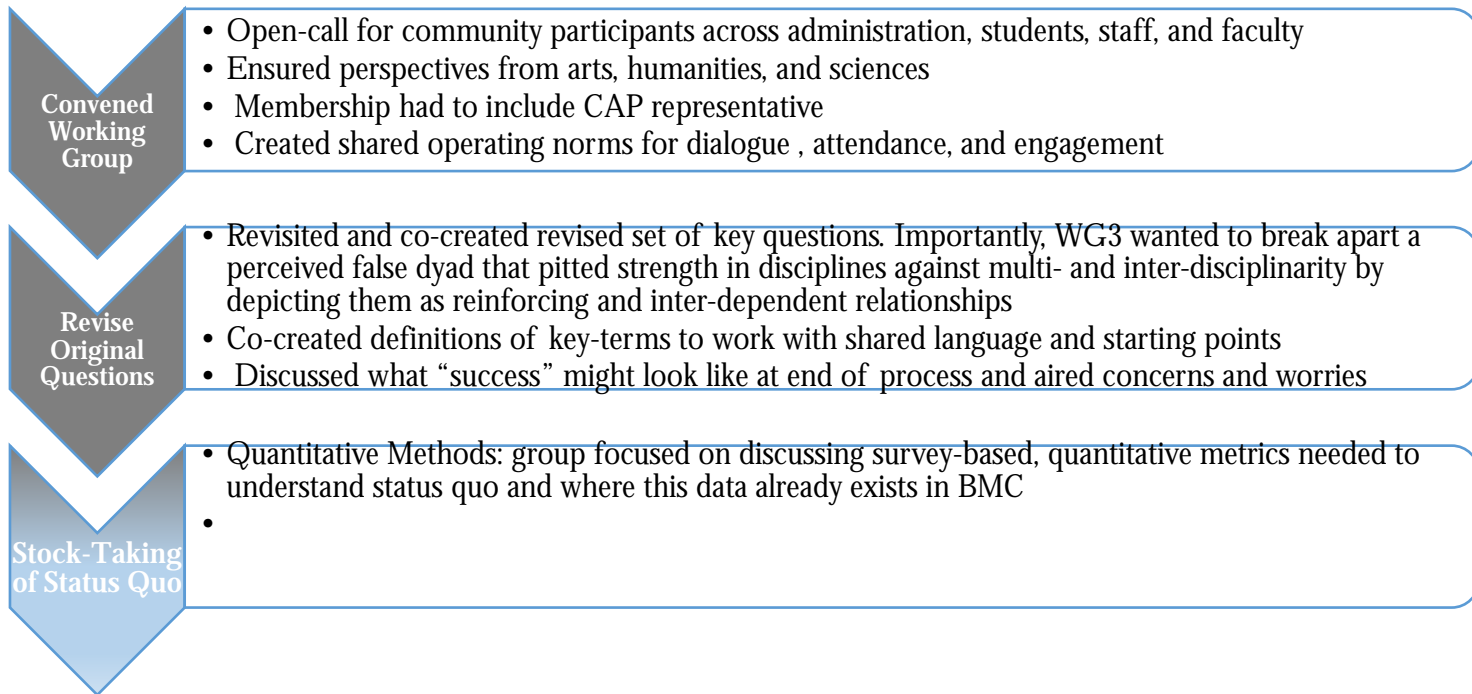 Convened
Working
Group
• Open-call for community participants across administration, students, staff, and faculty
• Ensured perspectives from arts, humanities, and sciences
• Membership had to include CAP representative
• Created shared operating norms for dialogue , attendance, and engagement
Revise
Original
Questions
• Revisited and co-created revised set of key questions. Importantly, WG3 wanted to break apart a
perceived false dyad that pitted strength in disciplines against multi- and inter-disciplinarity by
depicting them as reinforcing and inter-dependent relationships
• Co-created definitions of key-terms to work with shared language and starting points
• Discussed what “success” might look like at end of process and aired concerns and worries
Stock-Taking
of Status Quo
• Quantitative Methods: group focused on discussing survey-based, quantitative metrics needed to
understand status quo and where this data already exists in BMC
•